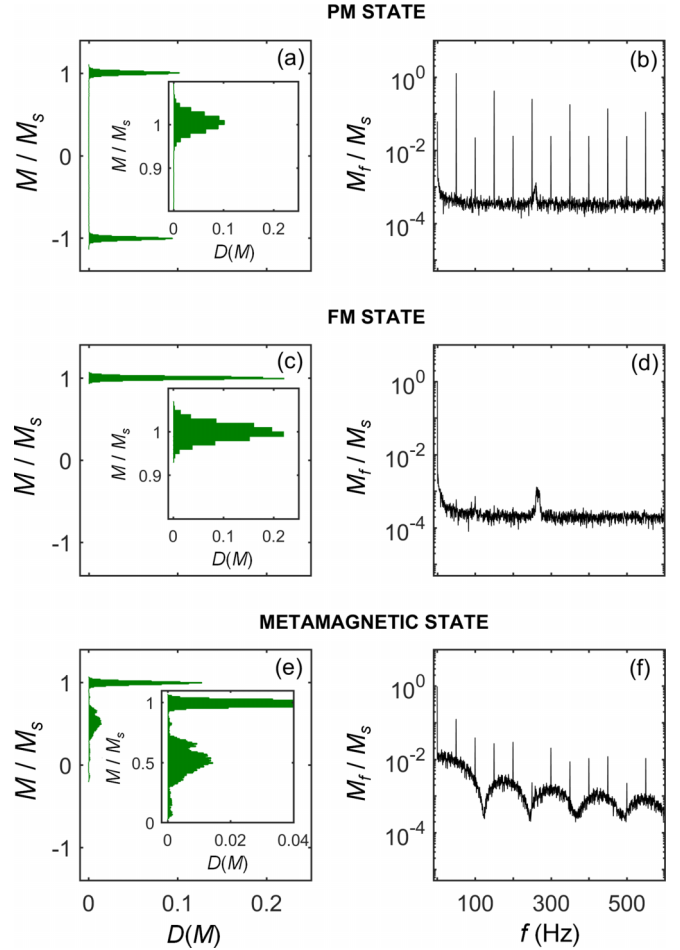 PM STATE
(a)
M / Ms
1
0
-1
M / Ms
1
0.9
0 0.1 0.2
D(M)
(b)
Mf / Ms
10^0
10^-2
10^-4
FM STATE
(c)
M / Ms
1
0
-1
M / Ms
1
0.9
0 0.1 0.2
D(M)
(d)
Mf / Ms
10^0
10^-2
10^-4
METAMAGNETIC STATE
(e)
M / Ms
1
0
-1
M / Ms
1
0.5
0
0 0.02 0.04
D(M)
0 0.1 0.2
D(M)
(f)
Mf / Ms
10^0
10^-2
10^-4
100 300 500
f (Hz)